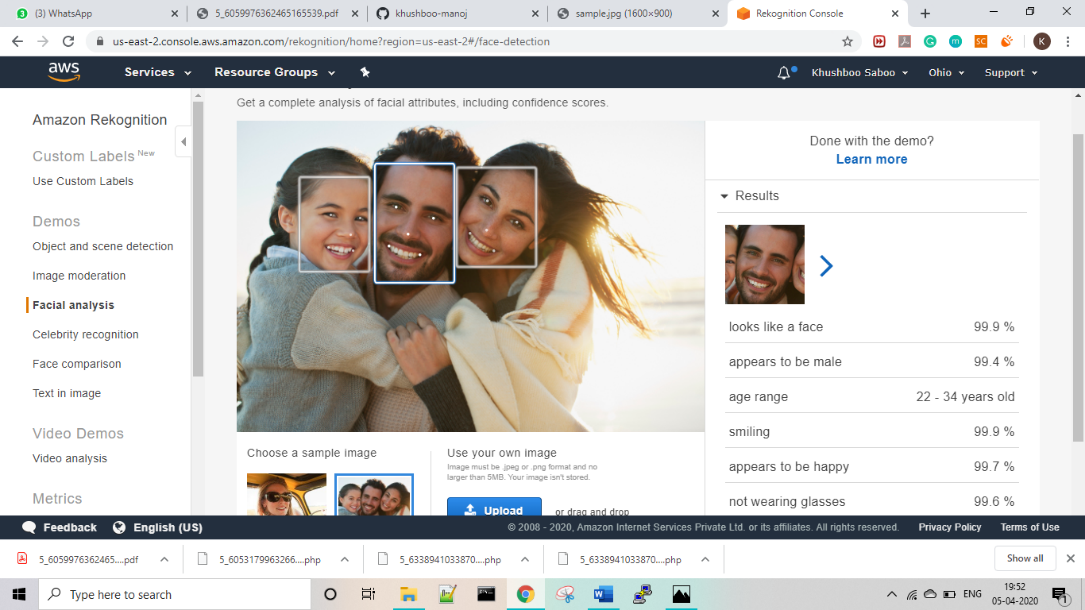 (3) WhatsApp
5_6059976362465165539.pdf
khushboo-manoj
sample.jpg (1600×900)
Rekognition Console
us-east-2.console.aws.amazon.com/rekognition/home?region=us-east-2#/face-detection
K
aws
Services
Resource Groups
Khushboo Saboo
Ohio
Support
Amazon Rekognition
Custom Labels New
Use Custom Labels
Demos
Object and scene detection
Image moderation
Facial analysis
Celebrity recognition
Face comparison
Text in image
Video Demos
Video analysis
Metrics
Get a complete analysis of facial attributes, including confidence scores.
Choose a sample image
Use your own image
Image must be .jpeg or .png format and no
larger than 5MB. Your image isn't stored.
Upload
or drag and drop
Done with the demo?
Learn more
Results
looks like a face 99.9 %
appears to be male 99.4 %
age range 22 - 34 years old
smiling 99.9 %
appears to be happy 99.7 %
not wearing glasses 99.6 %
Feedback
English (US)
© 2008 - 2020, Amazon Internet Services Private Ltd. or its affiliates. All rights reserved.
Privacy Policy
Terms of Use
5_6059976362465....pdf
5_6053179963266....php
5_6338941033870....php
5_6338941033870....php
Show all
Type here to search
ENG
19:52
05-04-2020
1